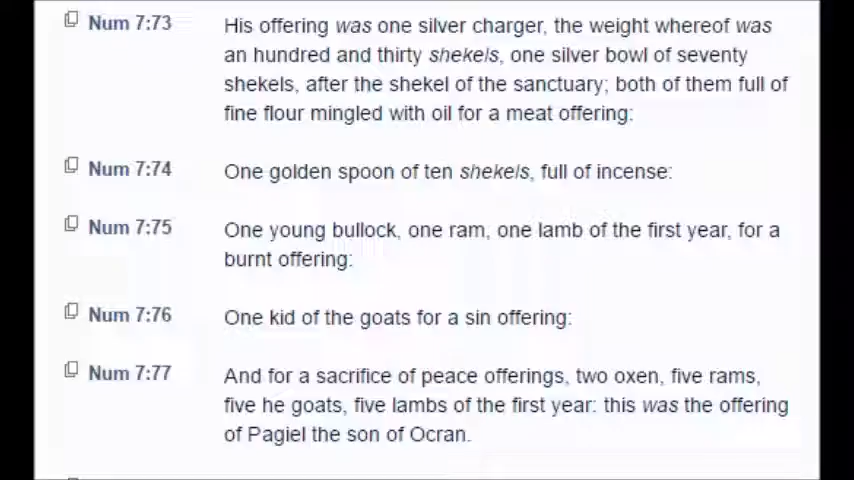 Num 7:73 His offering was one silver charger, the weight whereof was
an hundred and thirty shekels, one silver bowl of seventy
shekels, after the shekel of the sanctuary; both of them full of
fine flour mingled with oil for a meat offering:
Num 7:74 One golden spoon of ten shekels, full of incense:
Num 7:75 One young bullock, one ram, one lamb of the first year, for a
burnt offering:
Num 7:76 One kid of the goats for a sin offering:
Num 7:77 And for a sacrifice of peace offerings, two oxen, five rams,
five he goats, five lambs of the first year: this was the offering
of Pagiel the son of Ocran.